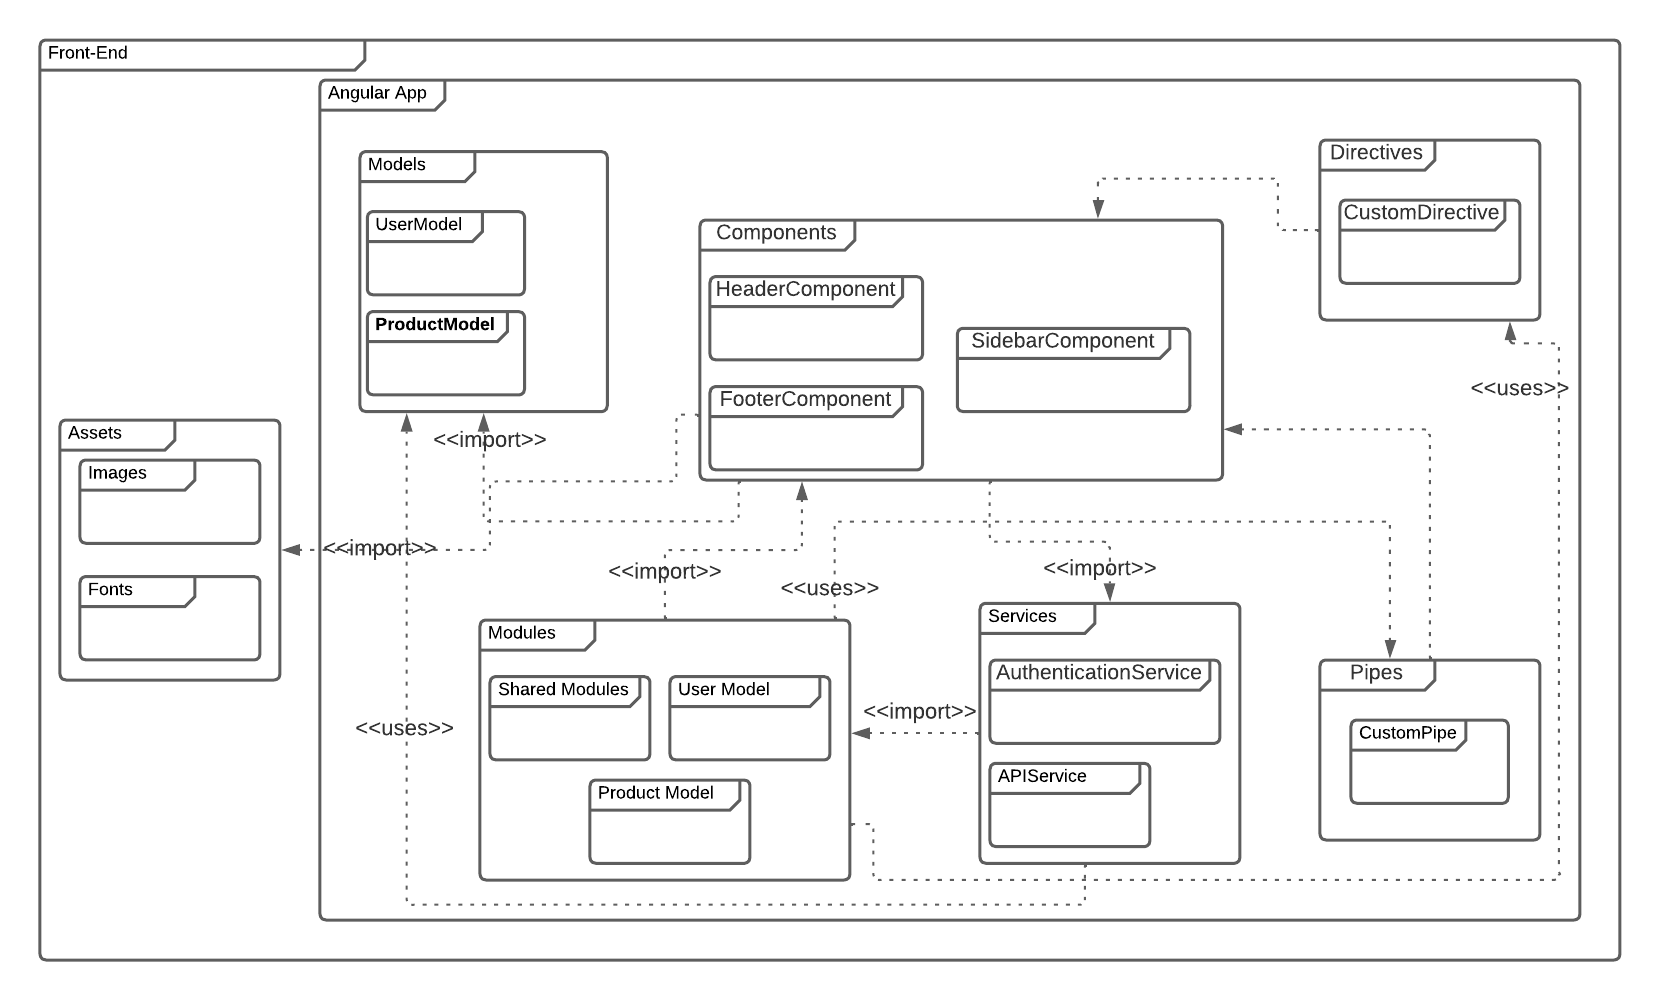 Front-End
Angular App
Models
UserModel
ProductModel
Components
HeaderComponent
SidebarComponent
FooterComponent
Directives
CustomDirective
<<uses>>
Assets
Images
Fonts
<<import>>
<<import>>
<<import>>
<<uses>>
<<import>>
Modules
Shared Modules
User Model
Product Model
<<import>>
<<uses>>
Services
AuthenticationService
APIService
Pipes
CustomPipe